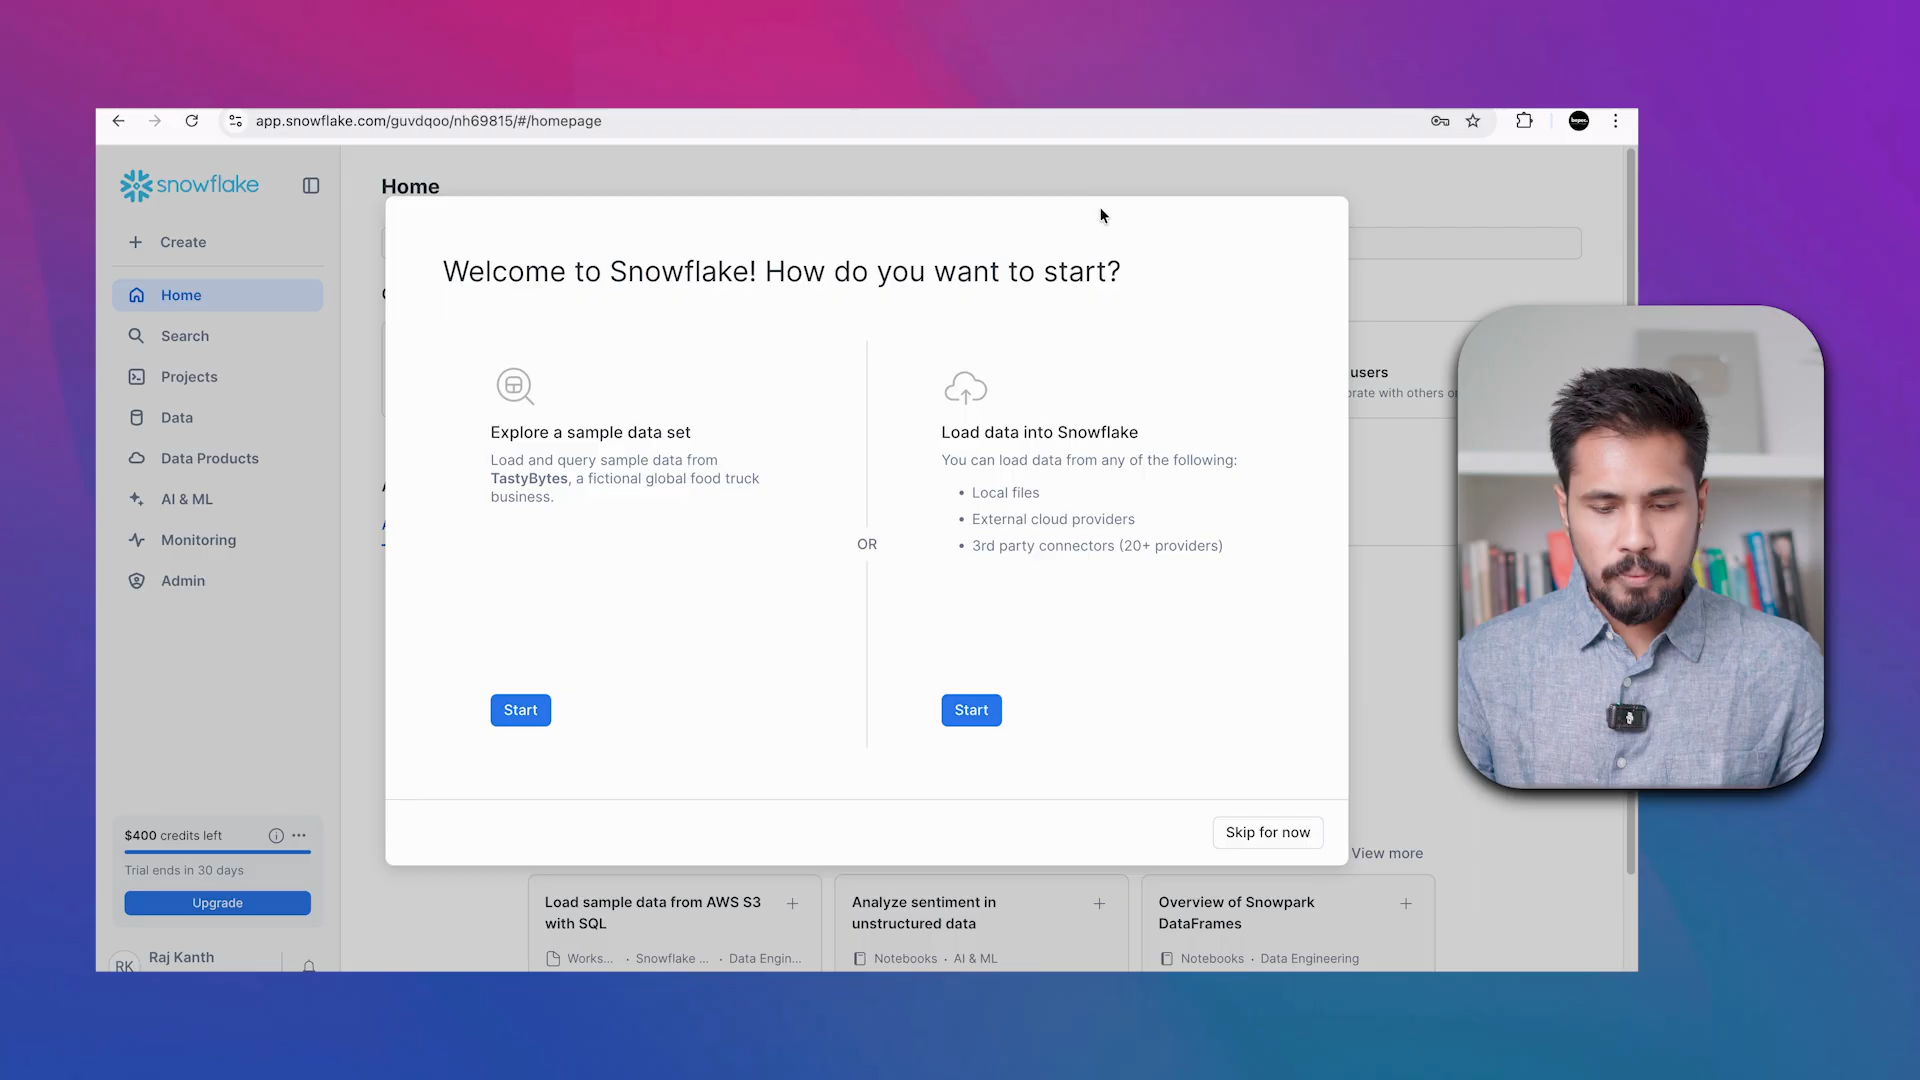 app.snowflake.com/guvdqoo/nh69815/#/homepage
snowflake
Create
Home
Search
Projects
Data
Data Products
AI & ML
Monitoring
Admin
$400 credits left
Trial ends in 30 days
Upgrade
RK
Raj Kanth
Home
Welcome to Snowflake! How do you want to start?
Explore a sample data set
Load and query sample data from
TastyBytes, a fictional global food truck
business.
Start
OR
Load data into Snowflake
You can load data from any of the following:
• Local files
• External cloud providers
• 3rd party connectors (20+ providers)
Start
Skip for now
users
orate with others
View more
Load sample data from AWS S3
with SQL
Works... · Snowflake ... · Data Engin...
Analyze sentiment in
unstructured data
Notebooks · AI & ML
Overview of Snowpark
DataFrames
Notebooks · Data Engineering